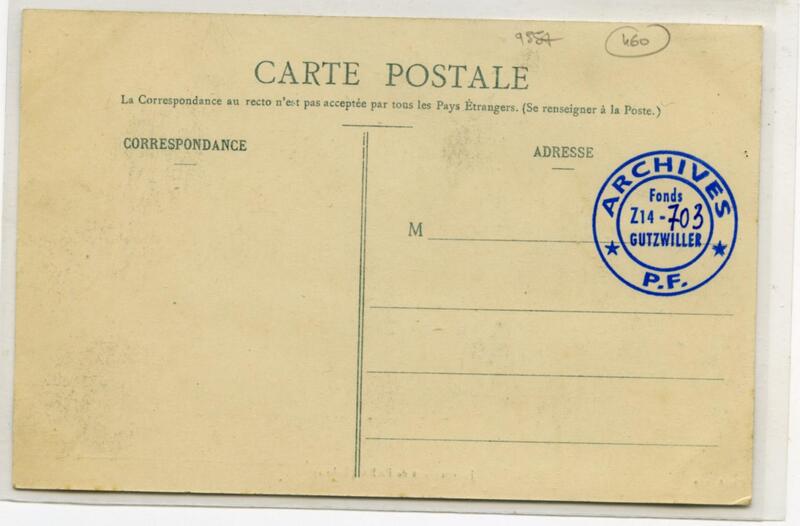 9557
460
CARTE POSTALE
La Correspondance au recto n'est pas acceptée par tous les Pays Étrangers. (Se renseigner à la Poste.)
CORRESPONDANCE
ADRESSE
M
ARCHIVES
Fonds
Z14 - 703
GUTZWILLER
P.F.